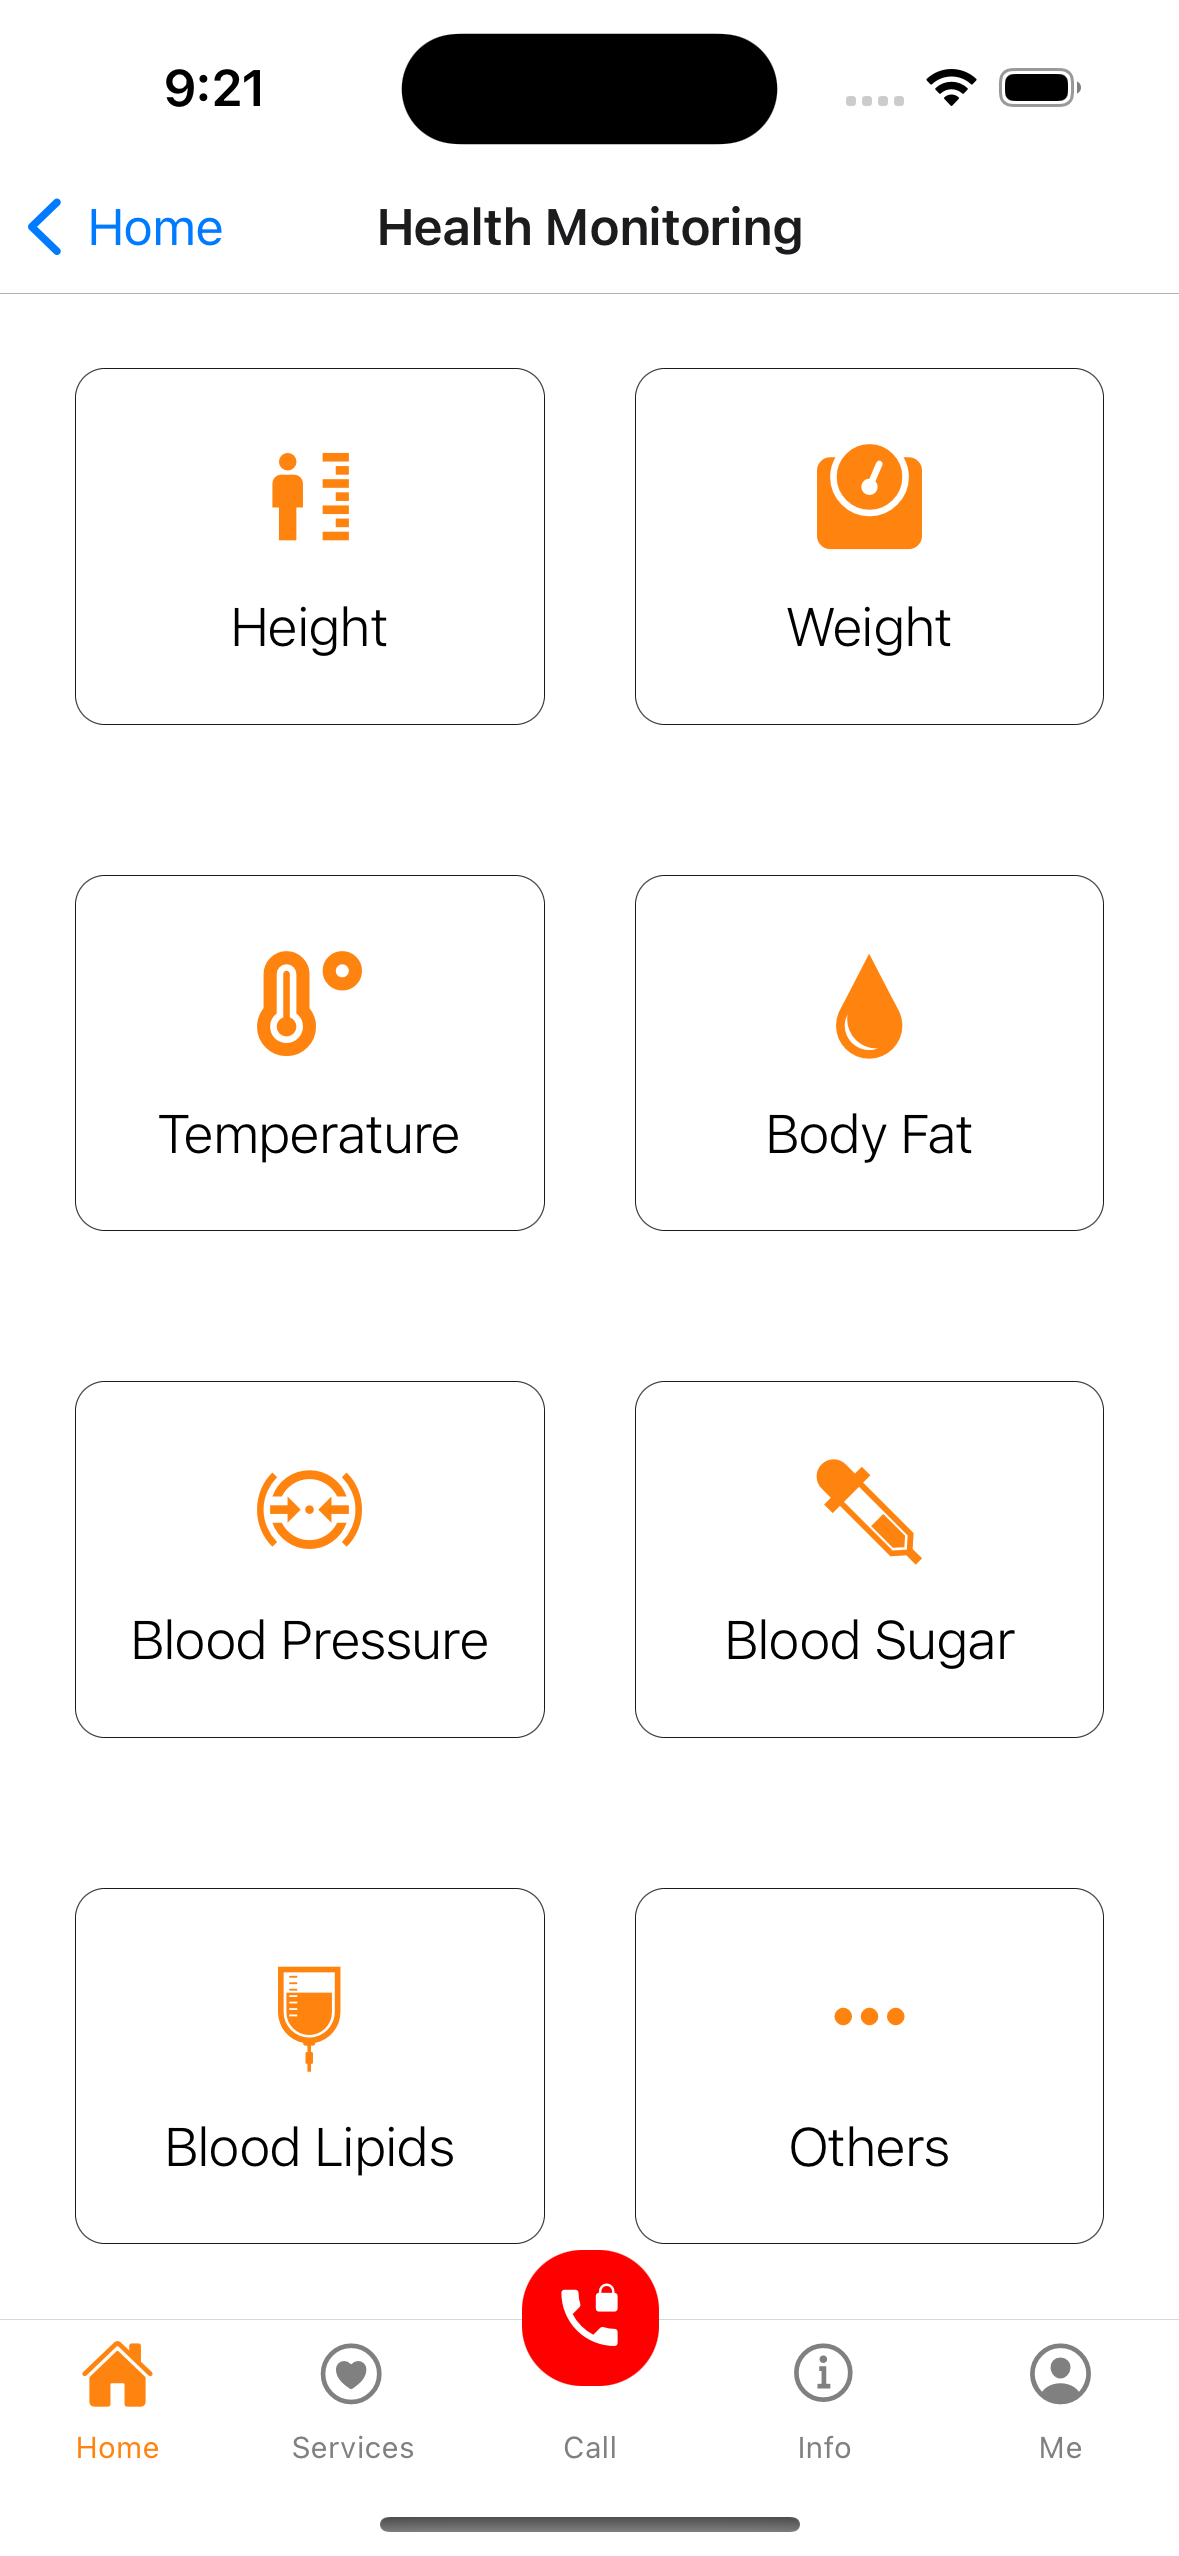 9:21
Home
Health Monitoring
Height
Weight
Temperature
Body Fat
Blood Pressure
Blood Sugar
Blood Lipids
Others
Home
Services
Call
Info
Me